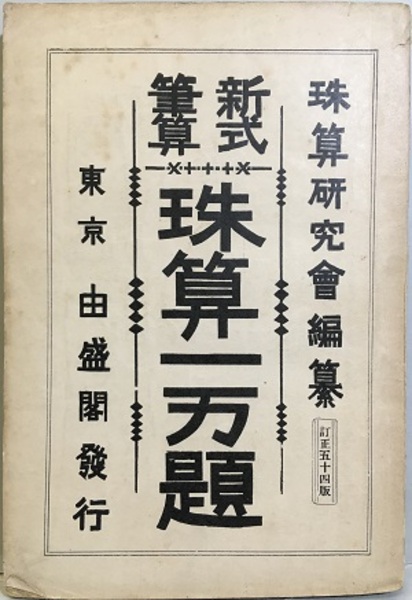 珠算研究會編纂
訂正五十四版
新式
筆算
珠算一万題
東京 由盛閣發行